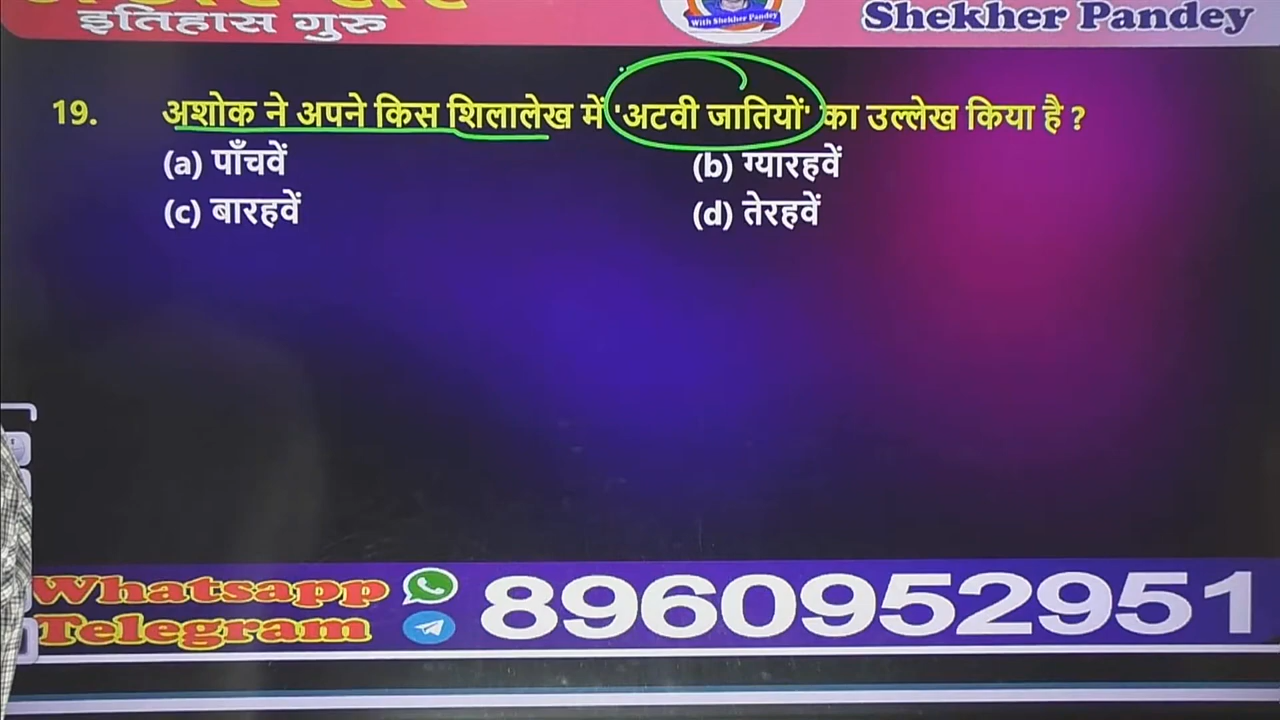 इतिहास गुरु
With Shekher Pandey
Shekher Pandey
19. अशोक ने अपने किस शिलालेख में 'अटवी जातियों' का उल्लेख किया है ?
(a) पाँचवें (b) ग्यारहवें
(c) बारहवें (d) तेरहवें
Whatsapp
Telegram
8960952951